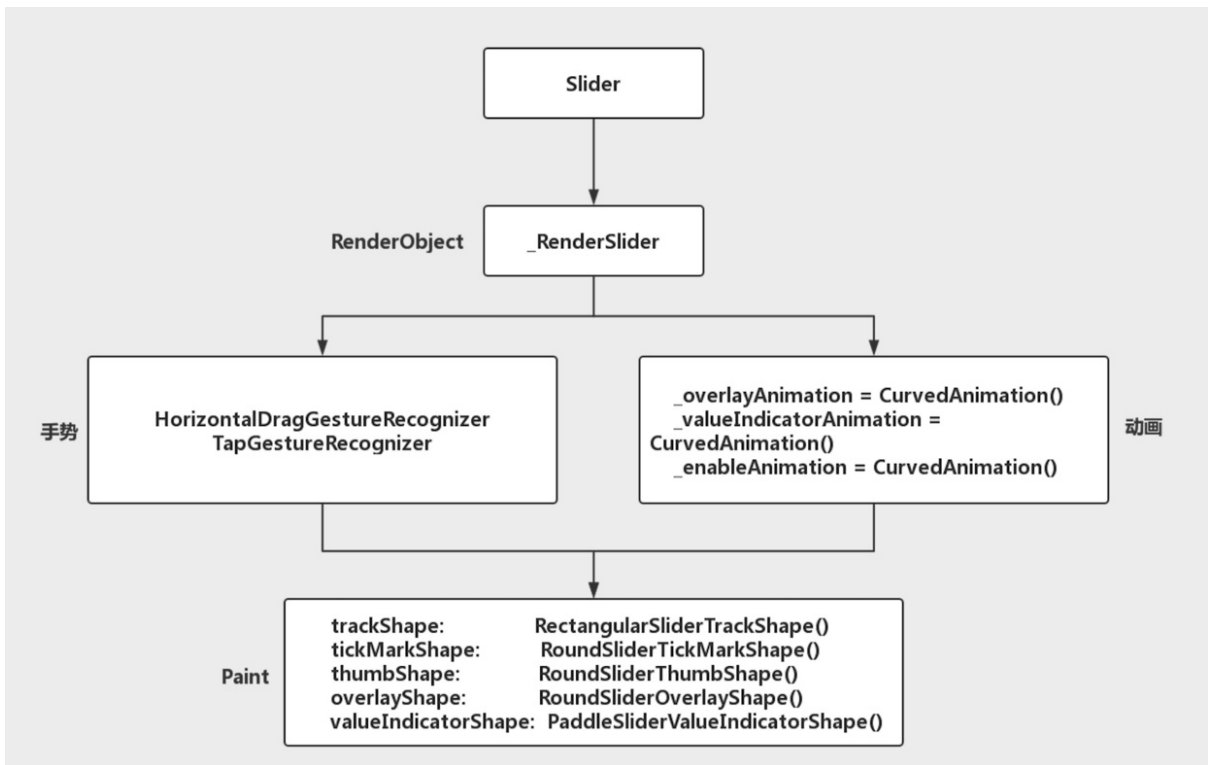 Slider
RenderObject
_RenderSlider
手势
HorizontalDragGestureRecognizer
TapGestureRecognizer
_overlayAnimation = CurvedAnimation()
_valueIndicatorAnimation =
CurvedAnimation()
_enableAnimation = CurvedAnimation()
动画
Paint
trackShape: RectangularSliderTrackShape()
tickMarkShape: RoundSliderTickMarkShape()
thumbShape: RoundSliderThumbShape()
overlayShape: RoundSliderOverlayShape()
valueIndicatorShape: PaddleSliderValueIndicatorShape()